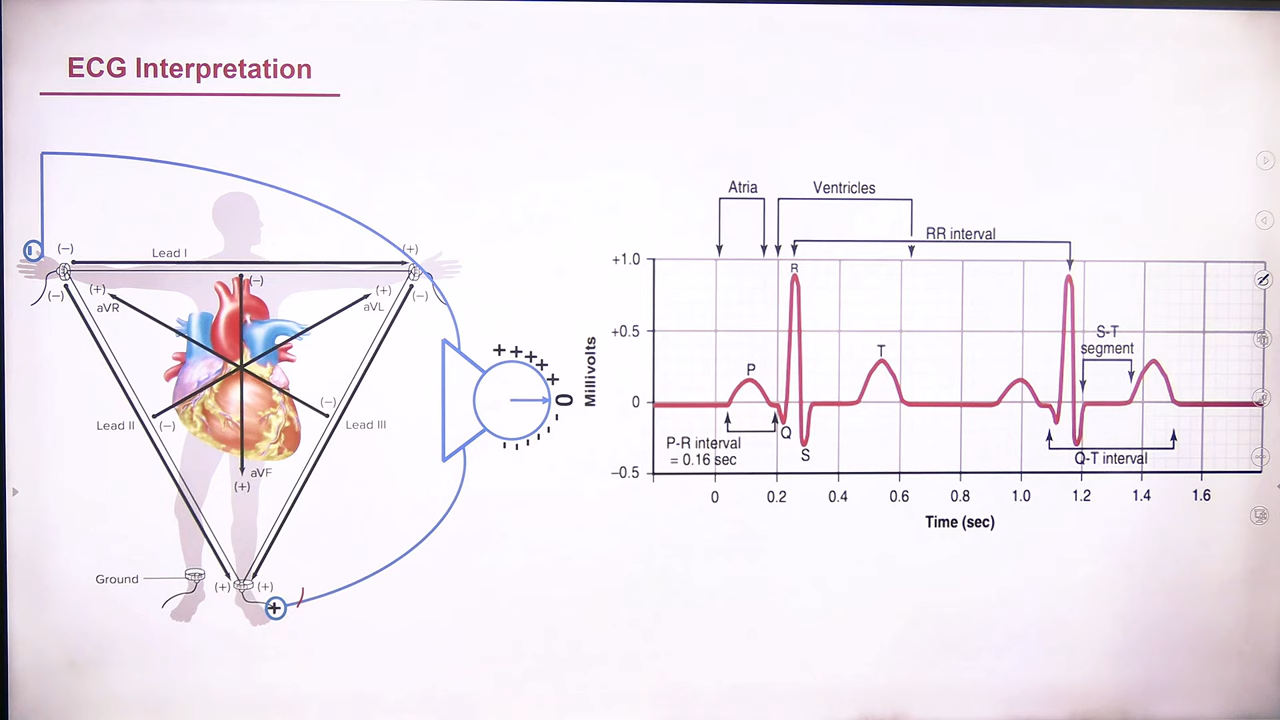 ECG Interpretation
Atria
Ventricles
RR interval
(−)
Lead I
(+)
(−)
(−)
(−)
(+)
aVR
(+)
aVL
(−)
Lead II
(−)
Lead III
aVF
(+)
Ground
(+)
(+)
+
+ + + + +
0
- - - - - - -
Millivolts
+1.0
+0.5
0
−0.5
R
P
T
Q
S
S-T
segment
P-R interval
= 0.16 sec
Q-T interval
0 0.2 0.4 0.6 0.8 1.0 1.2 1.4 1.6
Time (sec)